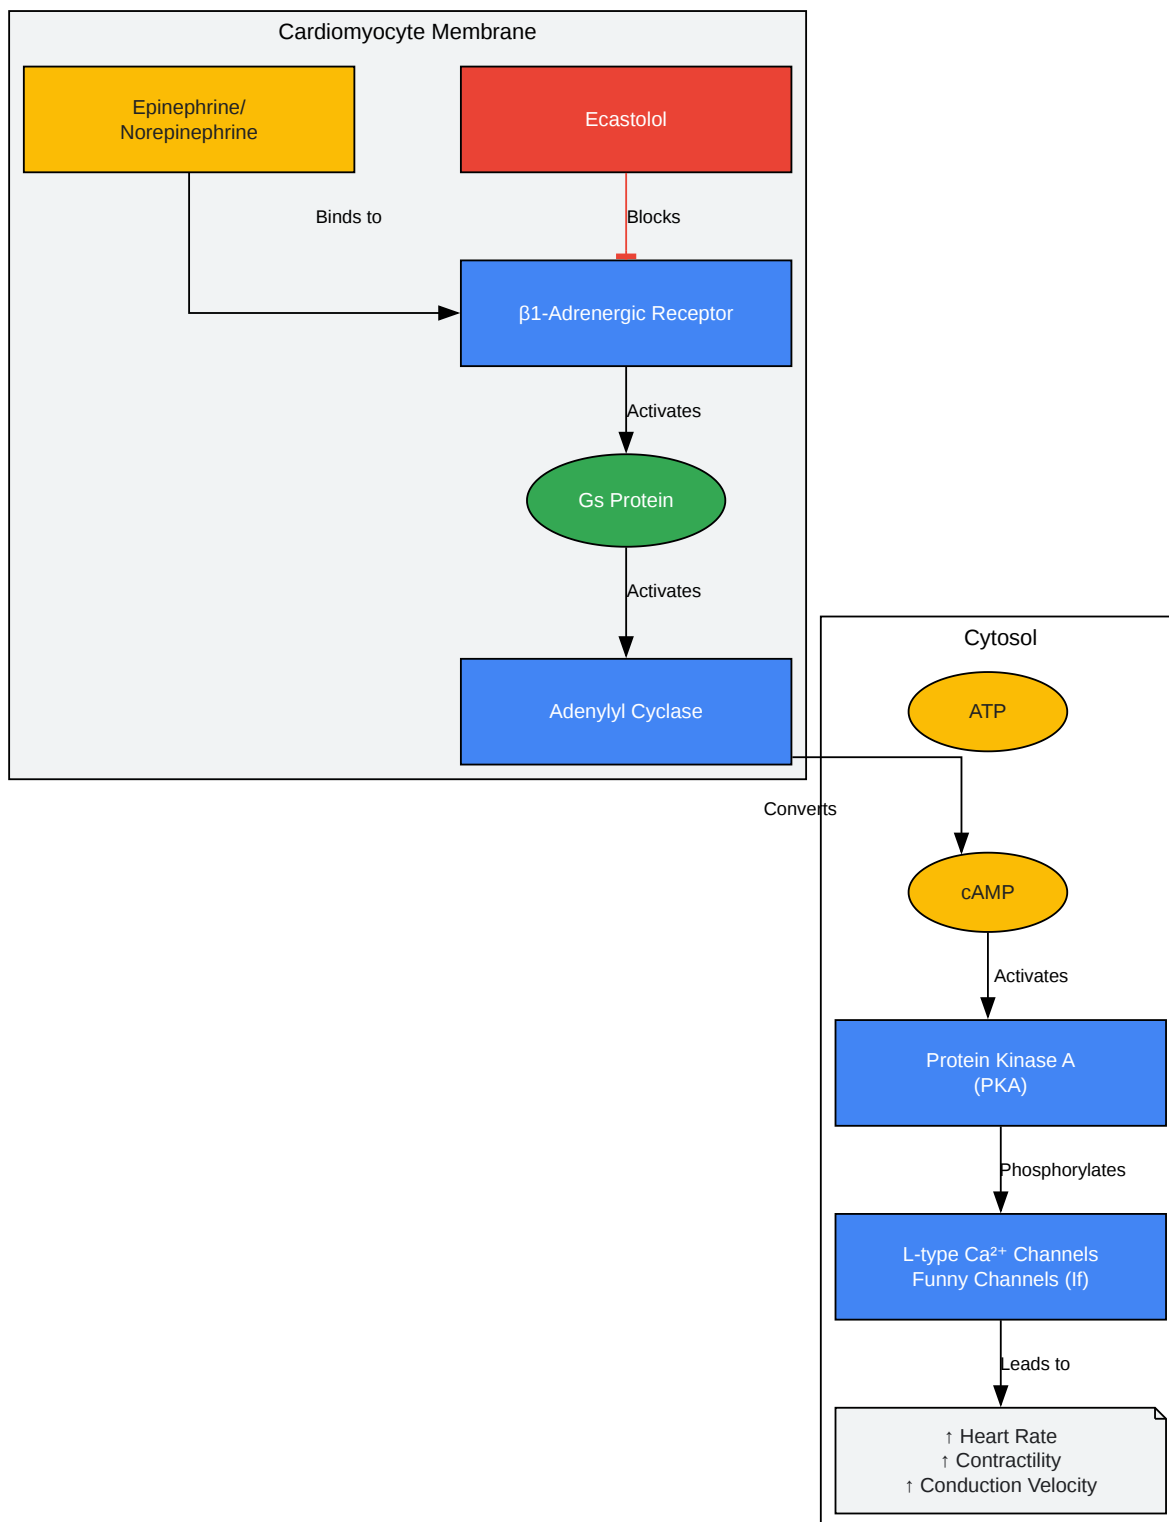 Cardiomyocyte Membrane
Epinephrine/
Norepinephrine
Ecastolol
Binds to
Blocks
β1-Adrenergic Receptor
Activates
Gs Protein
Activates
Adenylyl Cyclase
Cytosol
ATP
Converts
cAMP
Activates
Protein Kinase A
(PKA)
Phosphorylates
L-type Ca²⁺ Channels
Funny Channels (If)
Leads to
↑ Heart Rate
↑ Contractility
↑ Conduction Velocity